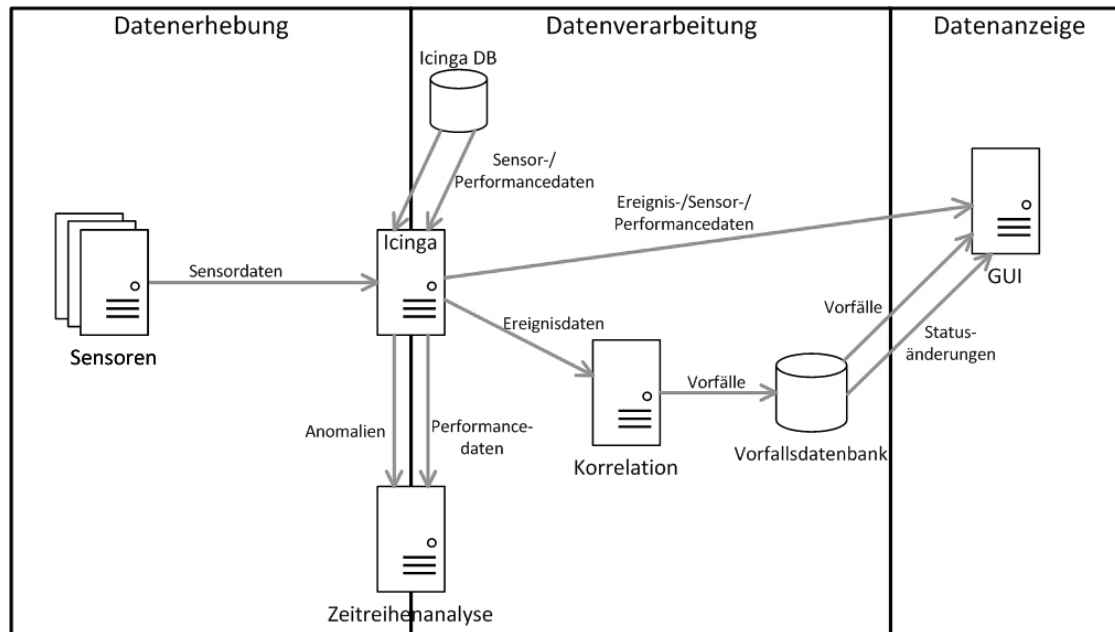 Datenerhebung
Datenverarbeitung
Datenanzeige
Icinga DB
Sensor-/
Performancedaten
Ereignis-/Sensor-/
Performancedaten
Icinga
Sensordaten
GUI
Sensoren
Ereignisdaten
Vorfälle
Status-
änderungen
Vorfälle
Anomalien
Performance-
daten
Korrelation
Vorfallsdatenbank
Zeitreihenanalyse